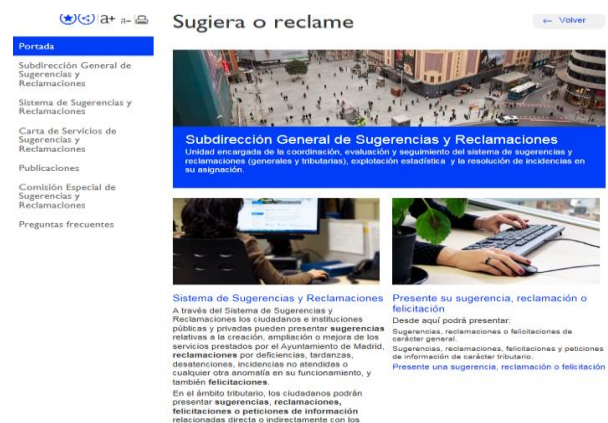 a+ a-
Sugiera o reclame
← Volver
Portada
Subdirección General de
Sugerencias y
Reclamaciones
Sistema de Sugerencias y
Reclamaciones
Carta de Servicios de
Sugerencias y
Reclamaciones
Publicaciones
Comisión Especial de
Sugerencias y
Reclamaciones
Preguntas frecuentes
Subdirección General de Sugerencias y Reclamaciones
Unidad encargada de la coordinación, evaluación y seguimiento del sistema de sugerencias y
reclamaciones (generales y tributarias), explotación estadística y la resolución de incidencias en
su asignación.
Sistema de Sugerencias y Reclamaciones
A través del Sistema de Sugerencias y
Reclamaciones los ciudadanos e instituciones
públicas y privadas pueden presentar sugerencias
relativas a la creación, ampliación o mejora de los
servicios prestados por el Ayuntamiento de Madrid,
reclamaciones por deficiencias, tardanzas,
desatenciones, incidencias no atendidas o
cualquier otra anomalía en su funcionamiento, y
también felicitaciones.
En el ámbito tributario, los ciudadanos podrán
presentar sugerencias, reclamaciones,
felicitaciones o peticiones de información
relacionadas directa o indirectamente con los
Presente su sugerencia, reclamación o
felicitación
Desde aquí podrá presentar:
Sugerencias, reclamaciones o felicitaciones de
carácter general.
Sugerencias, reclamaciones, felicitaciones y peticiones
de información de carácter tributario.
Presente una sugerencia, reclamación o felicitación